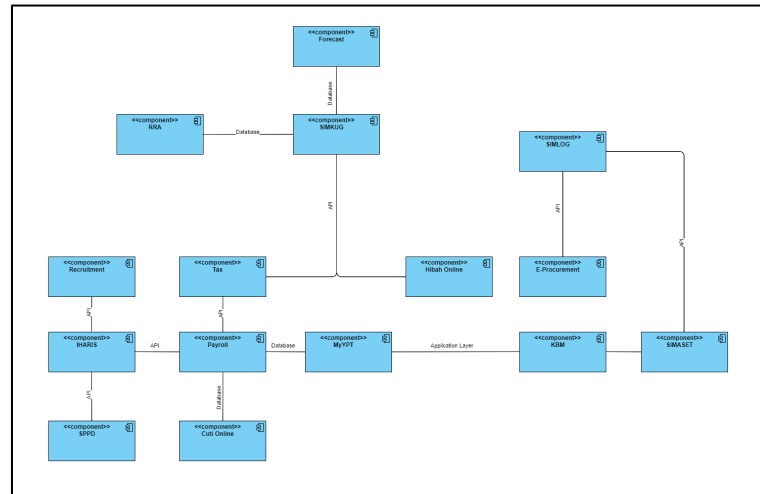 <<component>>
Forecast
Database
<<component>>
RRA
Database
<<component>>
SIMKUG
<<component>>
SIMLOG
API
API
API
<<component>>
Recruitment
<<component>>
Tax
<<component>>
Hibah Online
<<component>>
E-Procurement
API
API
<<component>>
IHARIS
API
<<component>>
Payroll
Database
<<component>>
MyYPT
Application Layer
<<component>>
KBM
<<component>>
SIMASET
API
Database
<<component>>
SPPD
<<component>>
Cuti Online